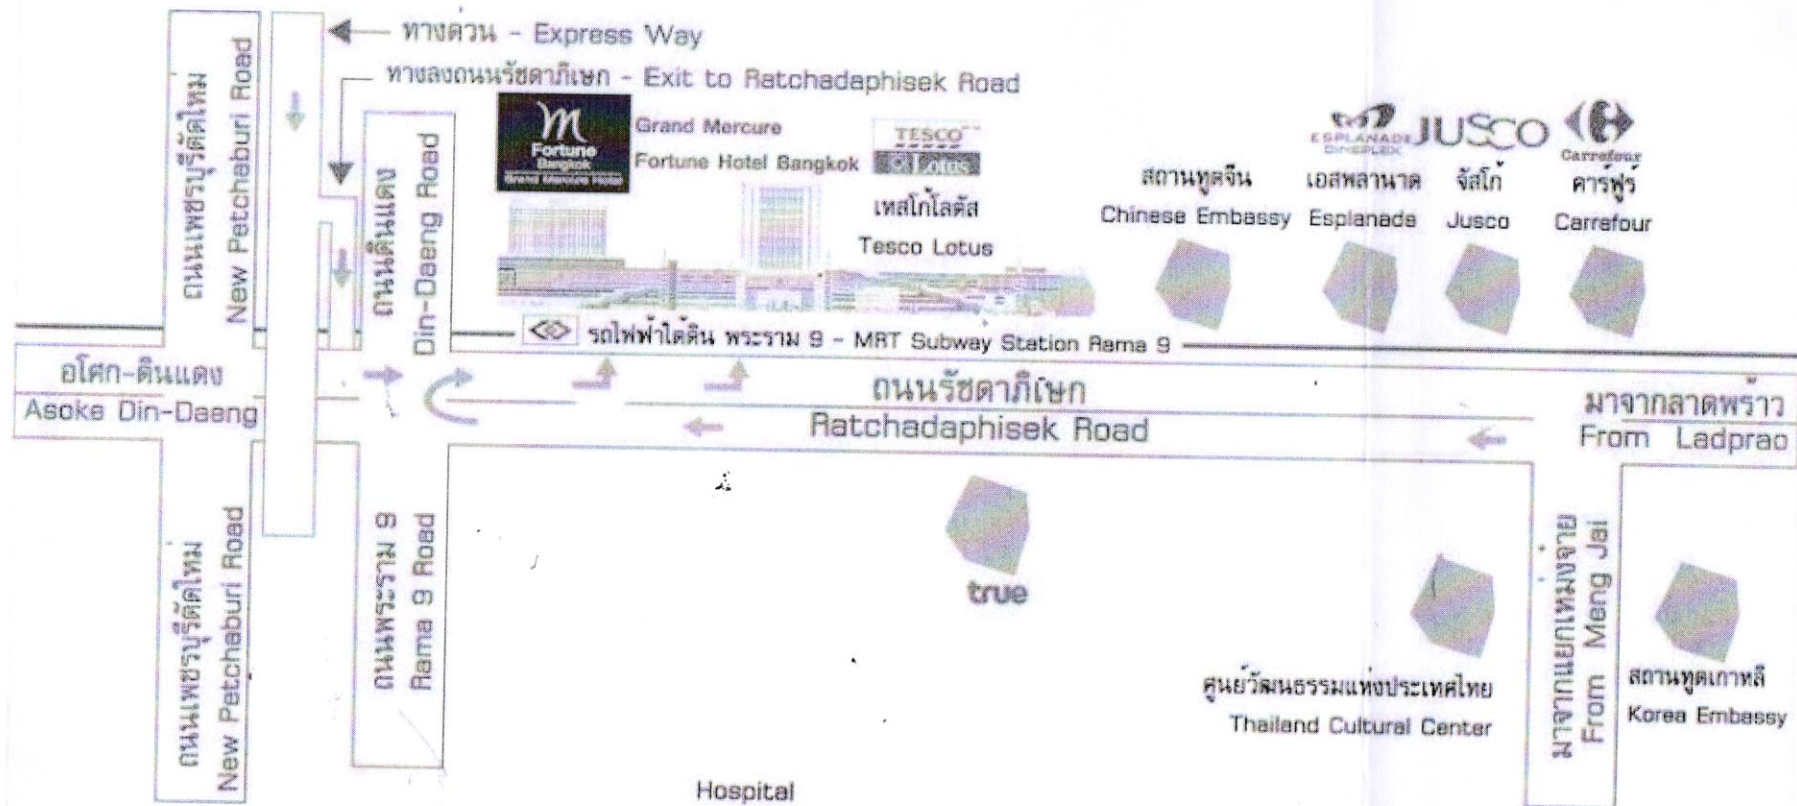 ทางด่วน - Express Way
ทางลงถนนรัชดาภิเษก - Exit to Ratchadaphisek Road
ถนนเพชรบุรีตัดใหม่
New Petchaburi Road
ถนนดินแดง
Din-Daeng Road
m
Fortune
Bangkok
Grand Mercure Hotel
Grand Mercure
Fortune Hotel Bangkok
TESCO
Lotus
เทสโก้โลตัส
Tesco Lotus
สถานทูตจีน
Chinese Embassy
ESPLANADE
CINEPLEX
เอสพลานาด
Esplanade
JUSCO
จัสโก้
Jusco
Carrefour
คาร์ฟูร์
Carrefour
รถไฟฟ้าใต้ดิน พระราม 9 - MRT Subway Station Rama 9
อโศก-ดินแดง
Asoke Din-Daeng
ถนนรัชดาภิเษก
Ratchadaphisek Road
มาจากลาดพร้าว
From Ladprao
ถนนเพชรบุรีตัดใหม่
New Petchaburi Road
ถนนพระราม 9
Rama 9 Road
true
ศูนย์วัฒนธรรมแห่งประเทศไทย
Thailand Cultural Center
มาจากแยกเหมงจ๋าย
From Meng Jai
สถานทูตเกาหลี
Korea Embassy
Hospital